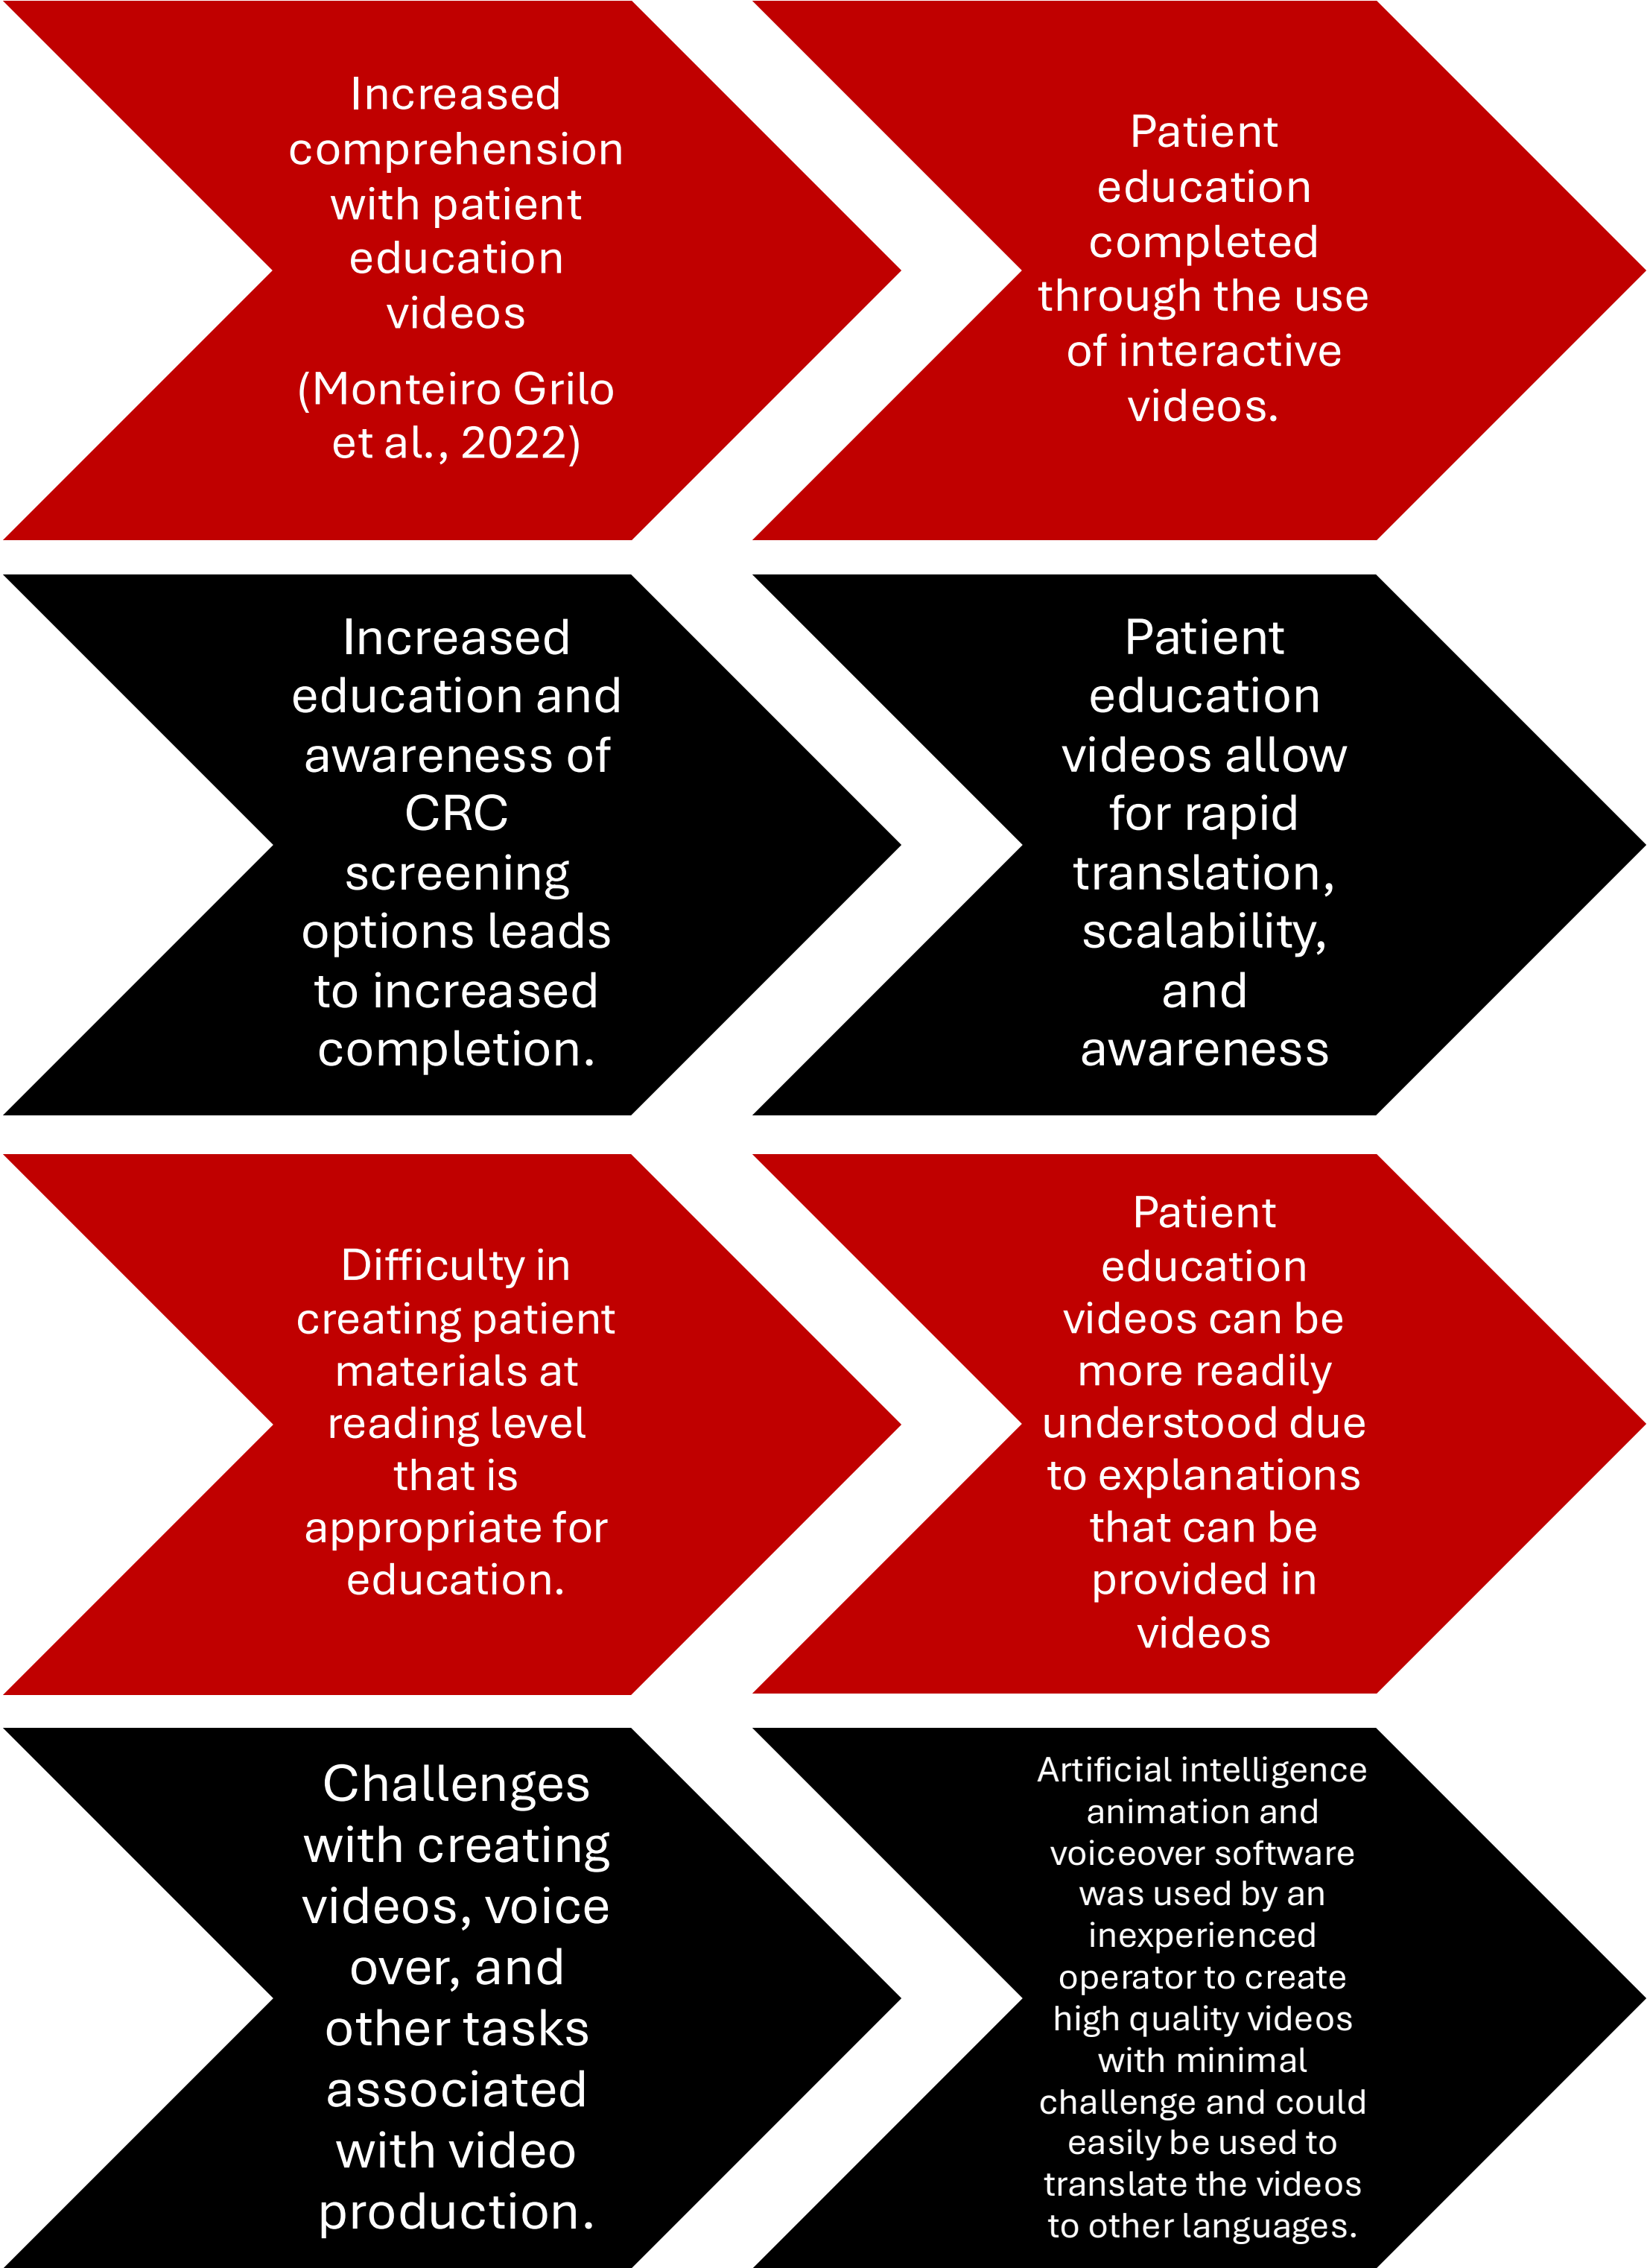 Increased
comprehension
with patient
education
videos
(Monteiro Grilo
et al., 2022)
Patient
education
completed
through the use
of interactive
videos.
Increased
education and
awareness of
CRC
screening
options leads
to increased
completion.
Patient
education
videos allow
for rapid
translation,
scalability,
and
awareness
Difficulty in
creating patient
materials at
reading level
that is
appropriate for
education.
Patient
education
videos can be
more readily
understood due
to explanations
that can be
provided in
videos
Challenges
with creating
videos, voice
over, and
other tasks
associated
with video
production.
Artificial intelligence
animation and
voiceover software
was used by an
inexperienced
operator to create
high quality videos
with minimal
challenge and could
easily be used to
translate the videos
to other languages.